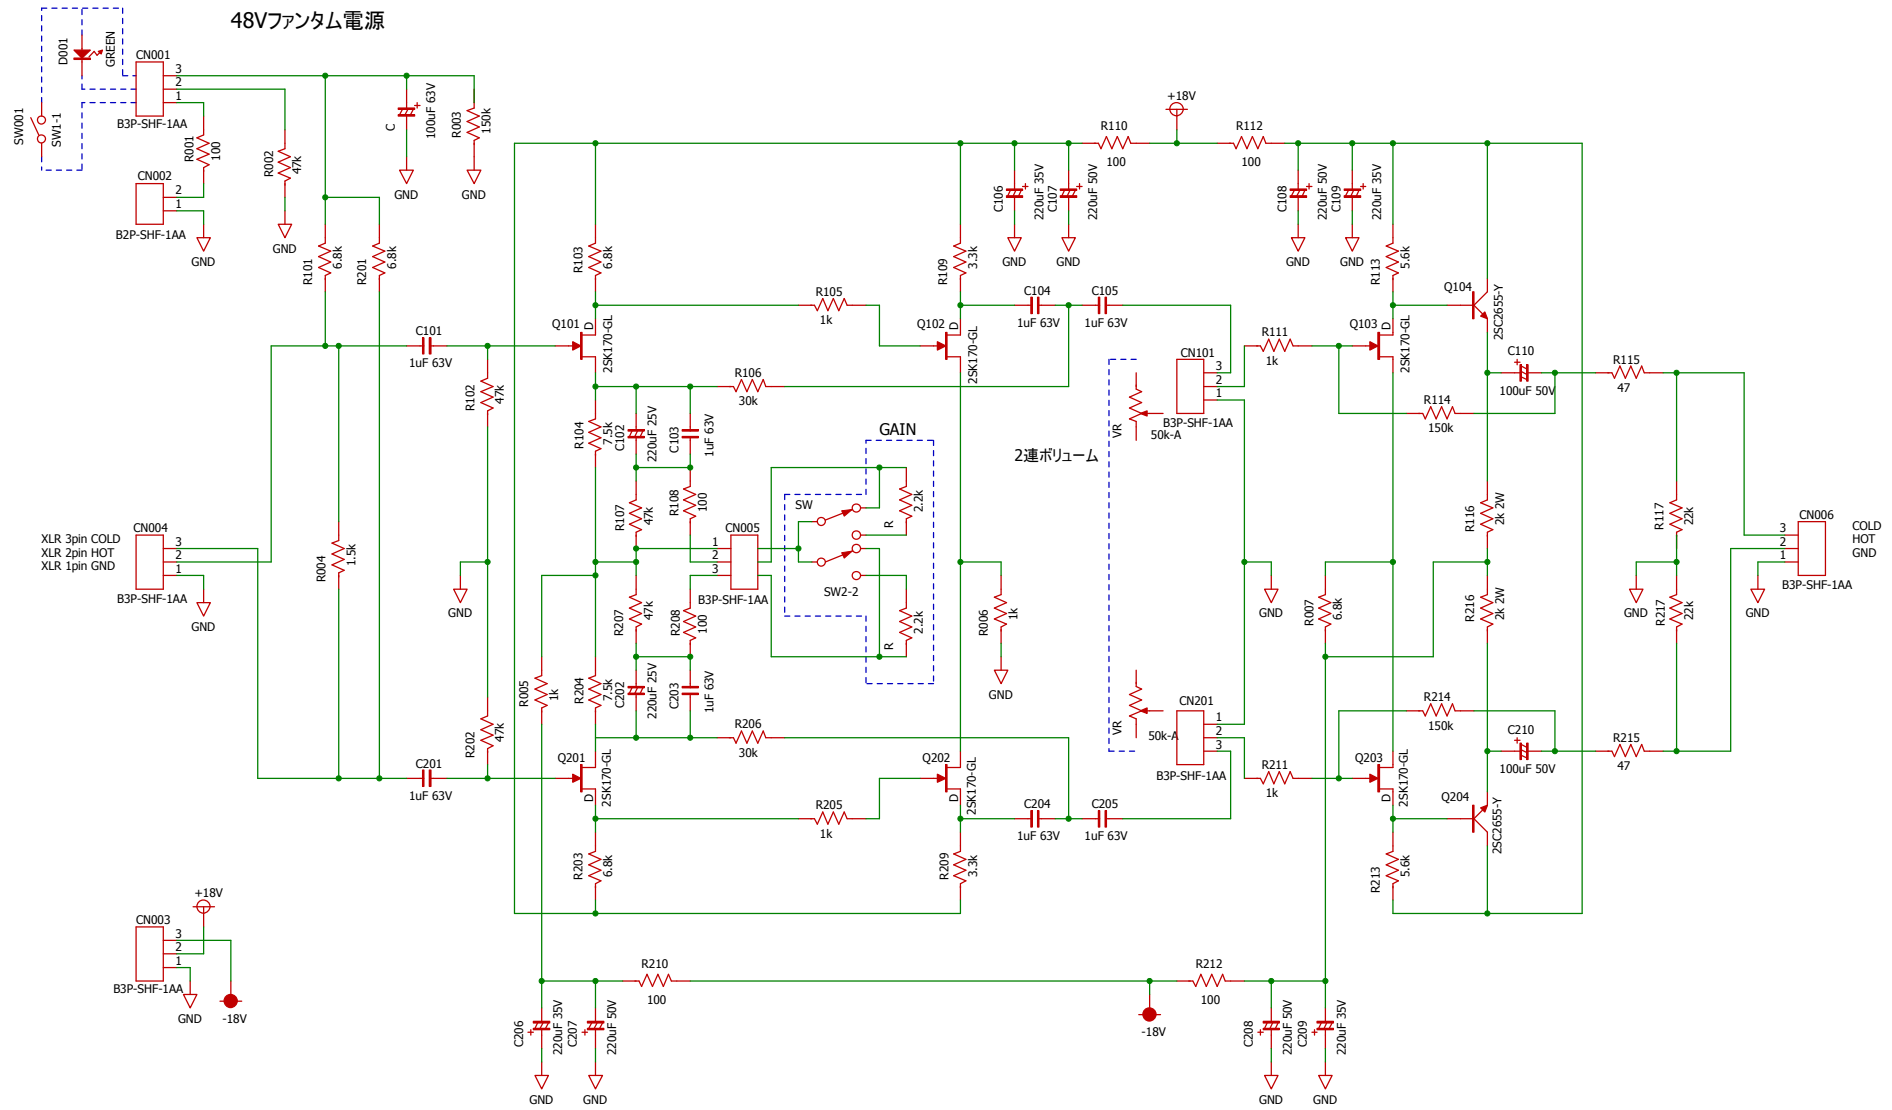 48Vファンタム電源
D001
GREEN
SW001
SW1-1
CN001
3
2
1
B3P-SHF-1AA
R001
100
CN002
2
1
B2P-SHF-1AA
GND
R002
47k
GND
C
100uF 63V
GND
R003
150k
GND
R101
6.8k
R201
6.8k
XLR 3pin COLD
XLR 2pin HOT
XLR 1pin GND
CN004
3
2
1
B3P-SHF-1AA
GND
R004
1.5k
C101
1uF 63V
C201
1uF 63V
R102
47k
GND
R202
47k
CN003
3
2
1
B3P-SHF-1AA
+18V
GND
-18V
R103
6.8k
Q101
D
2SK170-GL
R104
7.5k
C102
220uF 25V
C103
1uF 63V
R105
1k
R106
30k
R107
47k
R108
100
CN005
1
2
3
B3P-SHF-1AA
GAIN
SW
SW2-2
R
2.2k
R
2.2k
R207
47k
R208
100
R005
1k
R204
7.5k
C202
220uF 25V
C203
1uF 63V
R206
30k
Q201
D
2SK170-GL
R205
1k
R203
6.8k
R109
3.3k
Q102
D
2SK170-GL
C104
1uF 63V
C105
1uF 63V
R006
1k
GND
Q202
D
2SK170-GL
C204
1uF 63V
C205
1uF 63V
R209
3.3k
C106
220uF 35V
GND
C107
220uF 50V
GND
R110
100
+18V
R112
100
C108
220uF 50V
GND
C109
220uF 35V
GND
2連ボリューム
VR
50k-A
CN101
3
2
1
B3P-SHF-1AA
GND
VR
50k-A
CN201
1
2
3
B3P-SHF-1AA
R111
1k
R113
5.6k
Q103
D
2SK170-GL
Q104
2SC2655-Y
C110
100uF 50V
R114
150k
R115
47
R116
2k 2W
R007
6.8k
R216
2k 2W
R117
22k
GND
R217
22k
CN006
3
2
1
B3P-SHF-1AA
COLD
HOT
GND
GND
R211
1k
R214
150k
Q203
D
2SK170-GL
C210
100uF 50V
R215
47
Q204
2SC2655-Y
R213
5.6k
R210
100
C206
220uF 35V
GND
C207
220uF 50V
GND
-18V
R212
100
C208
220uF 50V
GND
C209
220uF 35V
GND